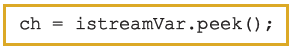 ch = istreamVar.peek();